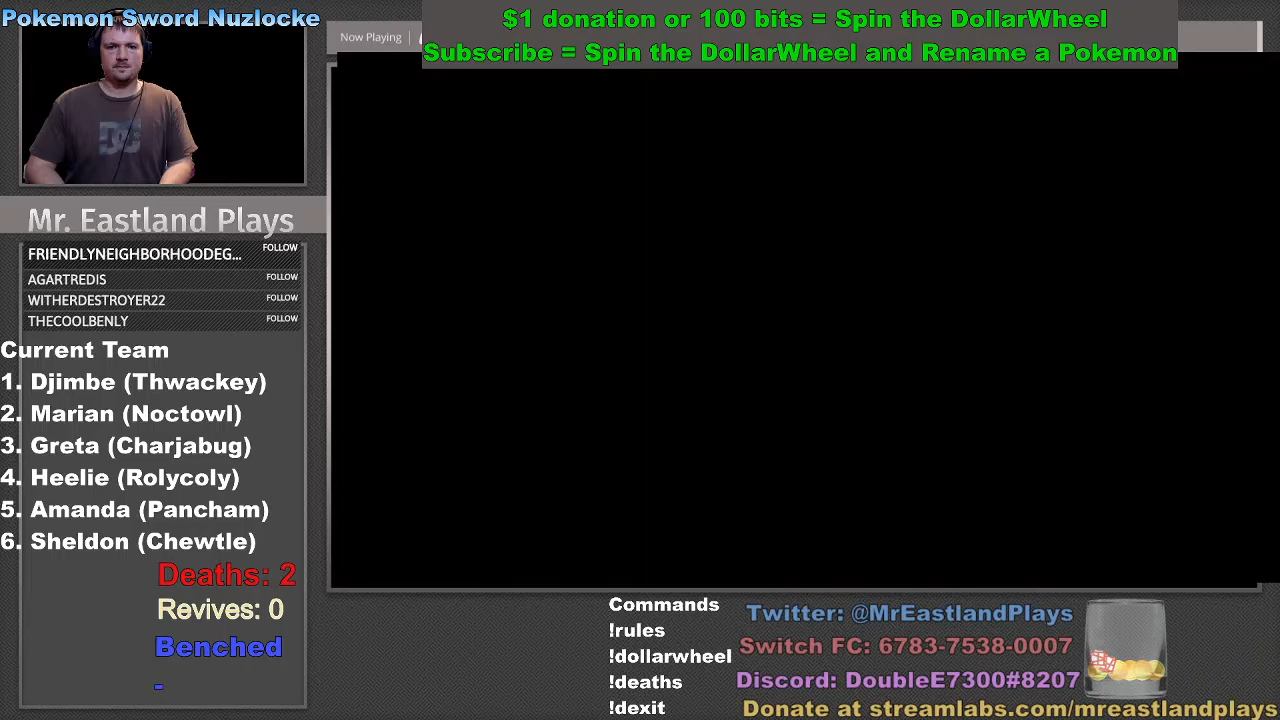 Pokemon Sword Nuzlocke
$1 donation or 100 bits = Spin the DollarWheel
Now Playing
Subscribe = Spin the DollarWheel and Rename a Pokemon
DC
Mr. Eastland Plays
FRIENDLYNEIGHBORHOODEG... FOLLOW
AGARTREDIS FOLLOW
WITHERDESTROYER22 FOLLOW
THECOOLBENLY FOLLOW
Current Team
1. Djimbe (Thwackey)
2. Marian (Noctowl)
3. Greta (Charjabug)
4. Heelie (Rolycoly)
5. Amanda (Pancham)
6. Sheldon (Chewtle)
Deaths: 2
Revives: 0
Benched
-
Commands
!rules
!dollarwheel
!deaths
!dexit
Twitter: @MrEastlandPlays
Switch FC: 6783-7538-0007
Discord: DoubleE7300#8207
Donate at streamlabs.com/mreastlandplays